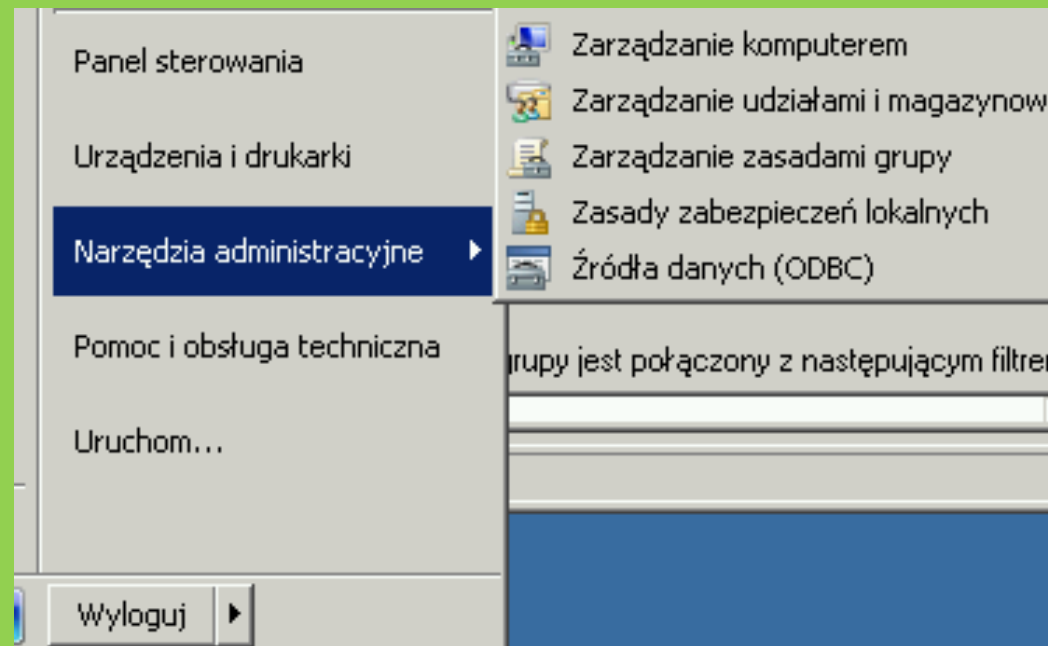 Panel sterowania
Urządzenia i drukarki
Narzędzia administracyjne
Pomoc i obsługa techniczna
Uruchom...
Wyloguj
Zarządzanie komputerem
Zarządzanie udziałami i magazynow
Zarządzanie zasadami grupy
Zasady zabezpieczeń lokalnych
Źródła danych (ODBC)
grupy jest połączony z następującym filtrem